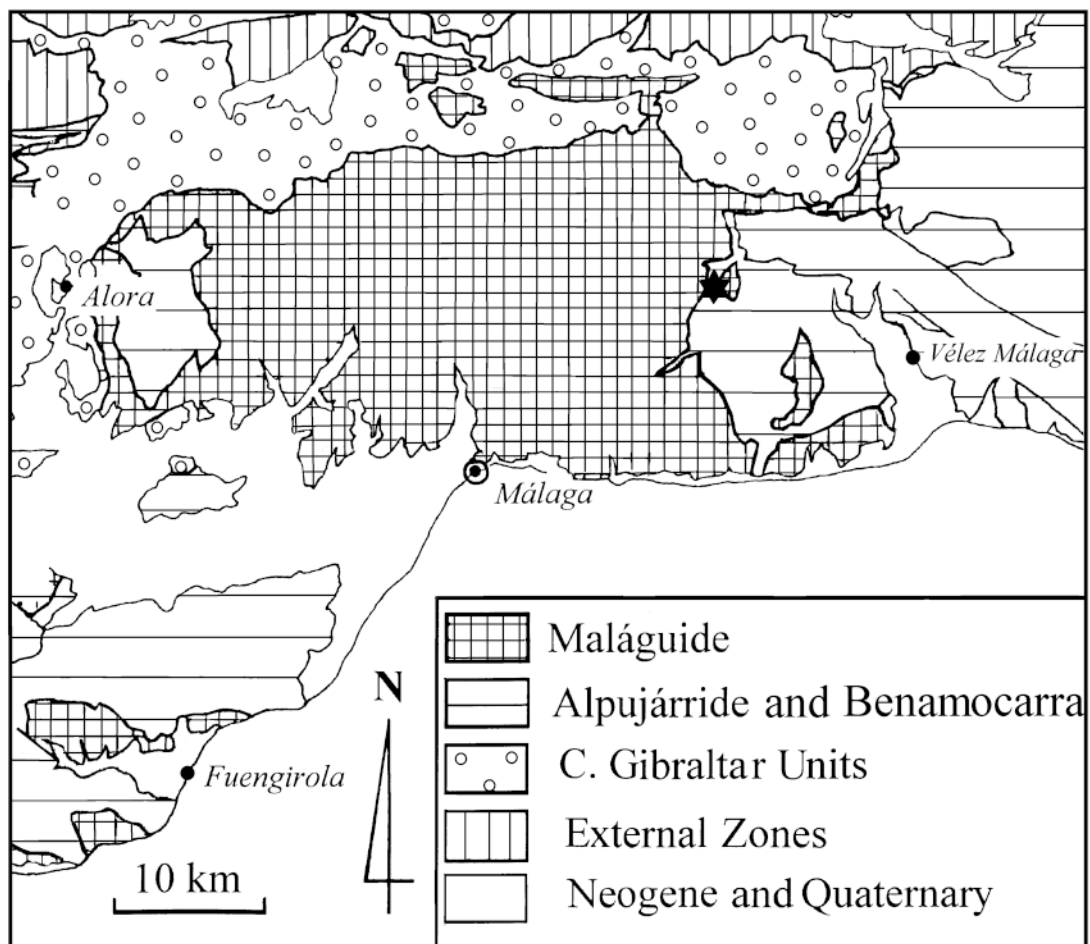 Alora
Vélez Málaga
Málaga
N
Maláguide
Alpujárride and Benamocarra
C. Gibraltar Units
External Zones
Neogene and Quaternary
Fuengirola
10 km